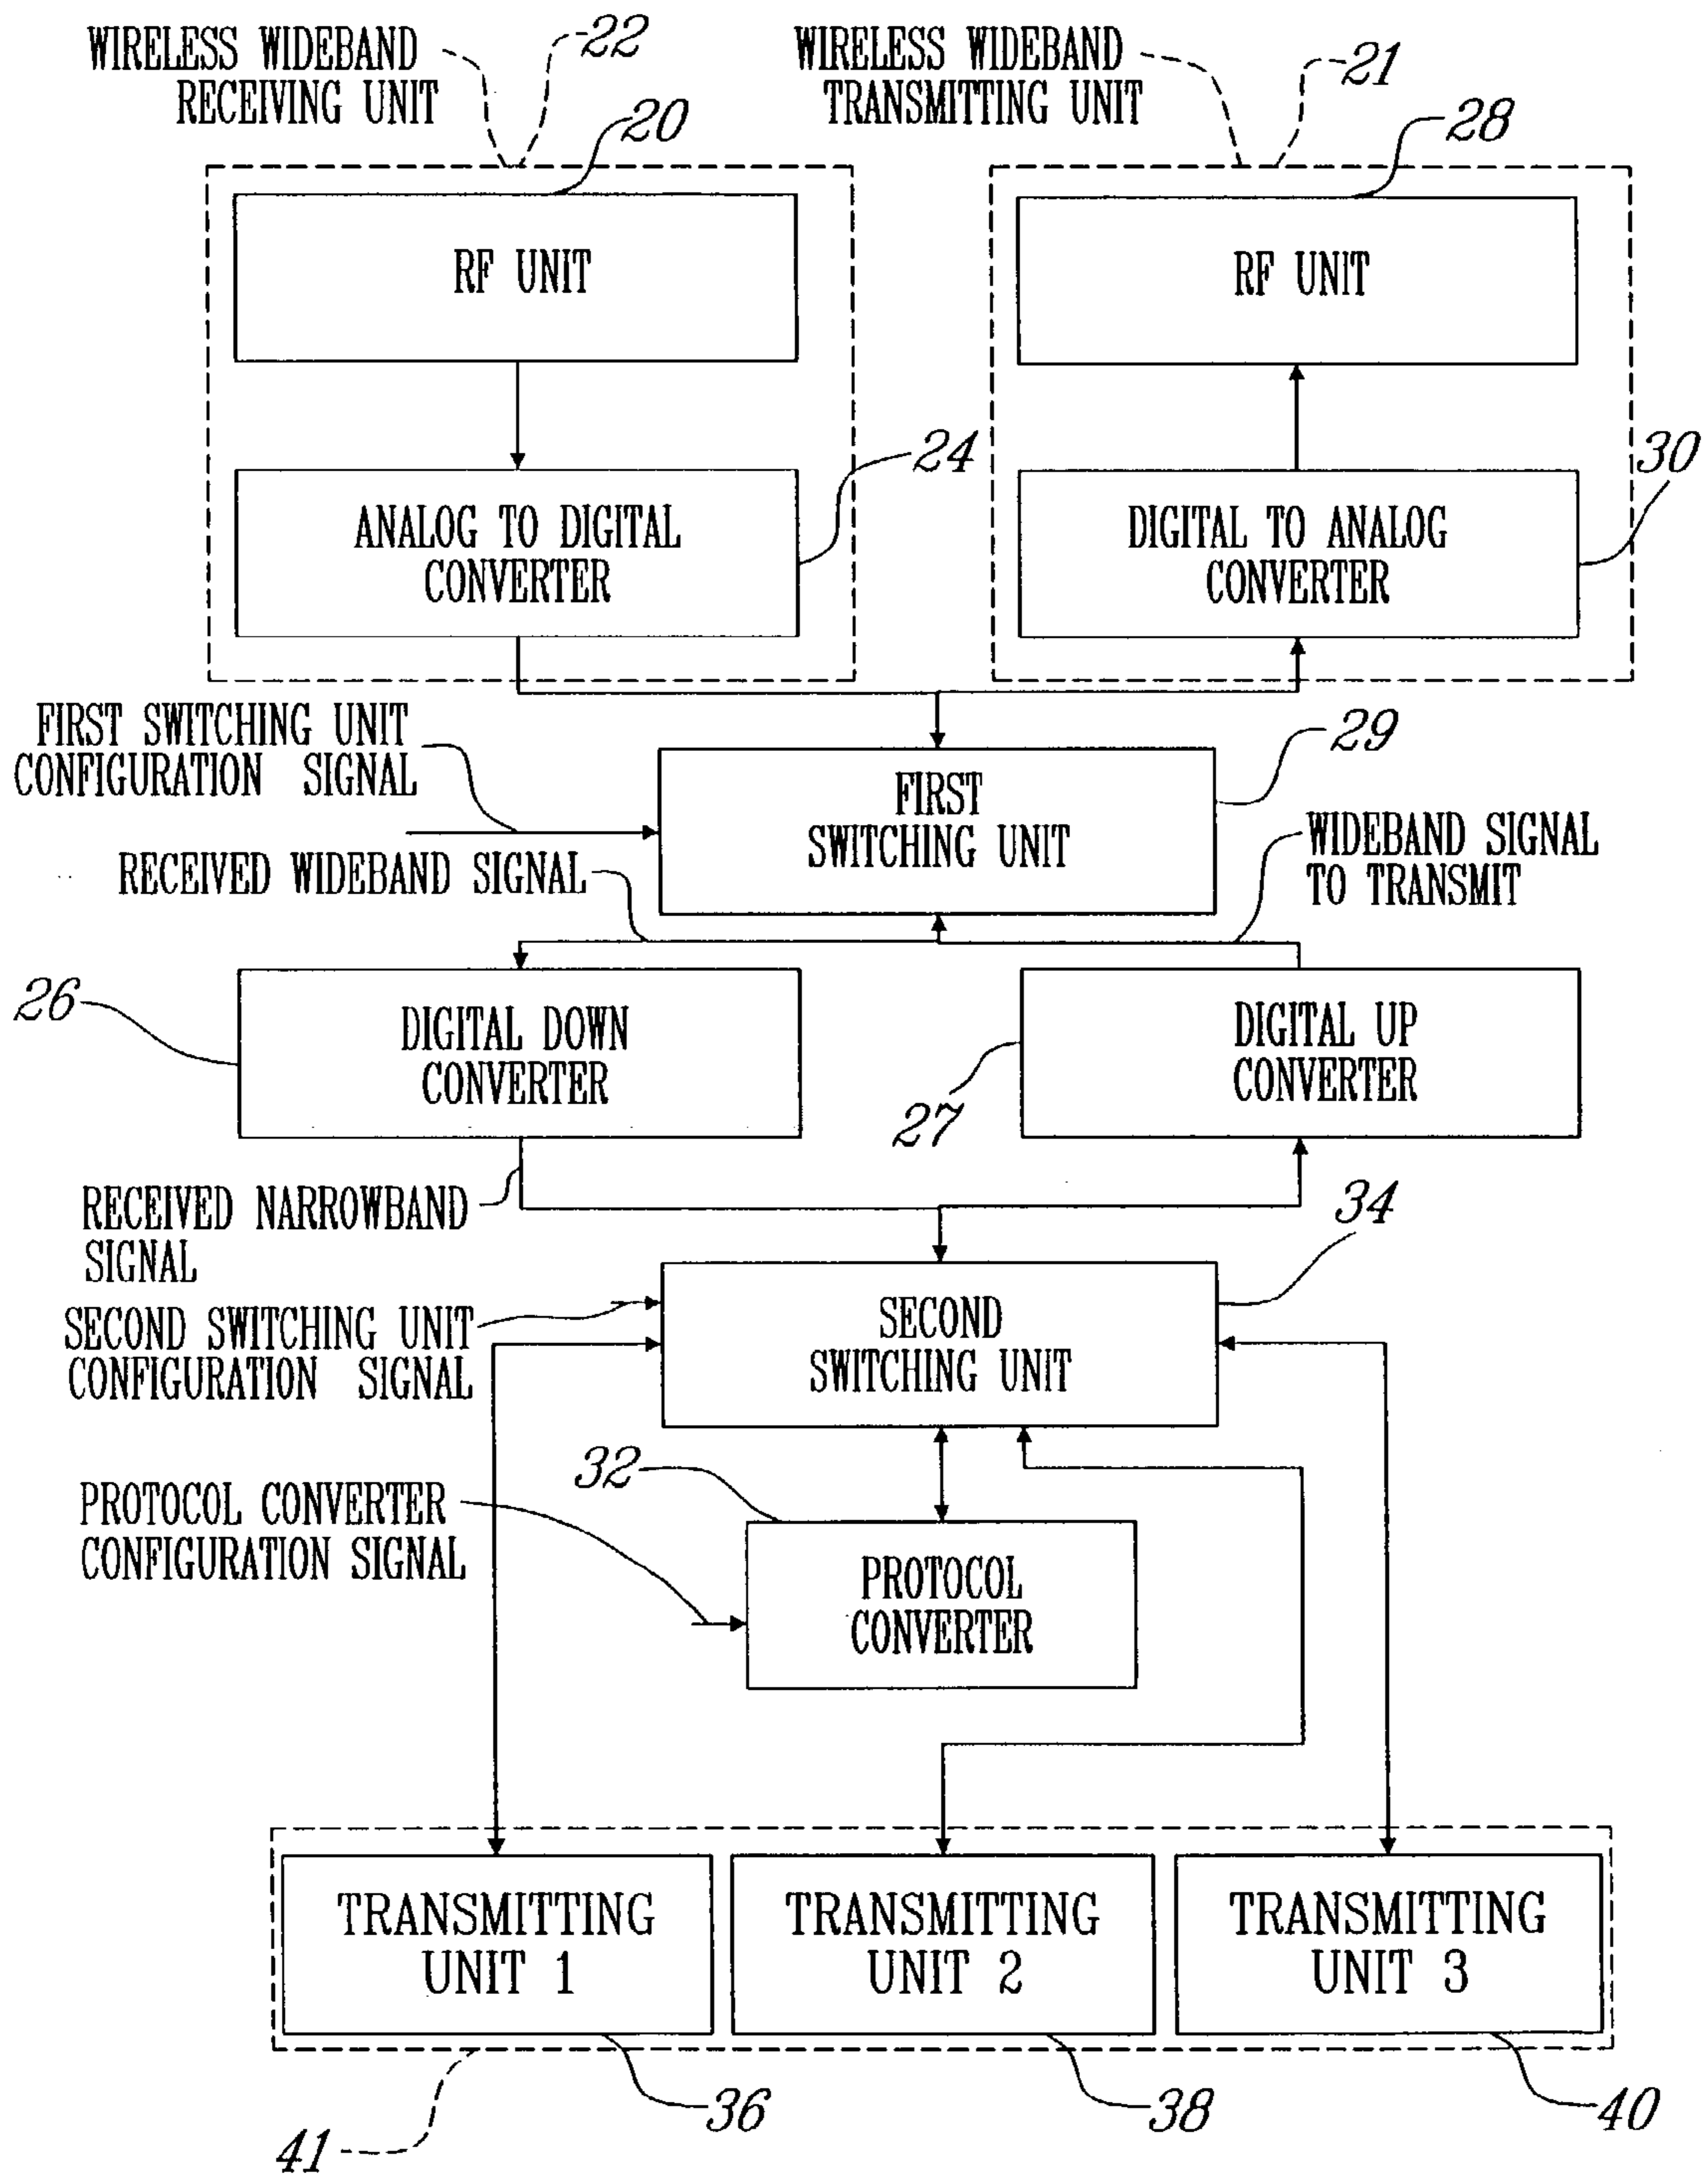 WIRELESS WIDEBAND
RECEIVING UNIT
22
WIRELESS WIDEBAND
TRANSMITTING UNIT
21
20
28
RF UNIT
RF UNIT
24
30
ANALOG TO DIGITAL
CONVERTER
DIGITAL TO ANALOG
CONVERTER
FIRST SWITCHING UNIT
CONFIGURATION SIGNAL
29
FIRST
SWITCHING UNIT
RECEIVED WIDEBAND SIGNAL
WIDEBAND SIGNAL
TO TRANSMIT
26
DIGITAL DOWN
CONVERTER
27
DIGITAL UP
CONVERTER
RECEIVED NARROWBAND
SIGNAL
34
SECOND SWITCHING UNIT
CONFIGURATION SIGNAL
SECOND
SWITCHING UNIT
32
PROTOCOL CONVERTER
CONFIGURATION SIGNAL
PROTOCOL
CONVERTER
TRANSMITTING
UNIT 1
TRANSMITTING
UNIT 2
TRANSMITTING
UNIT 3
41
36
38
40